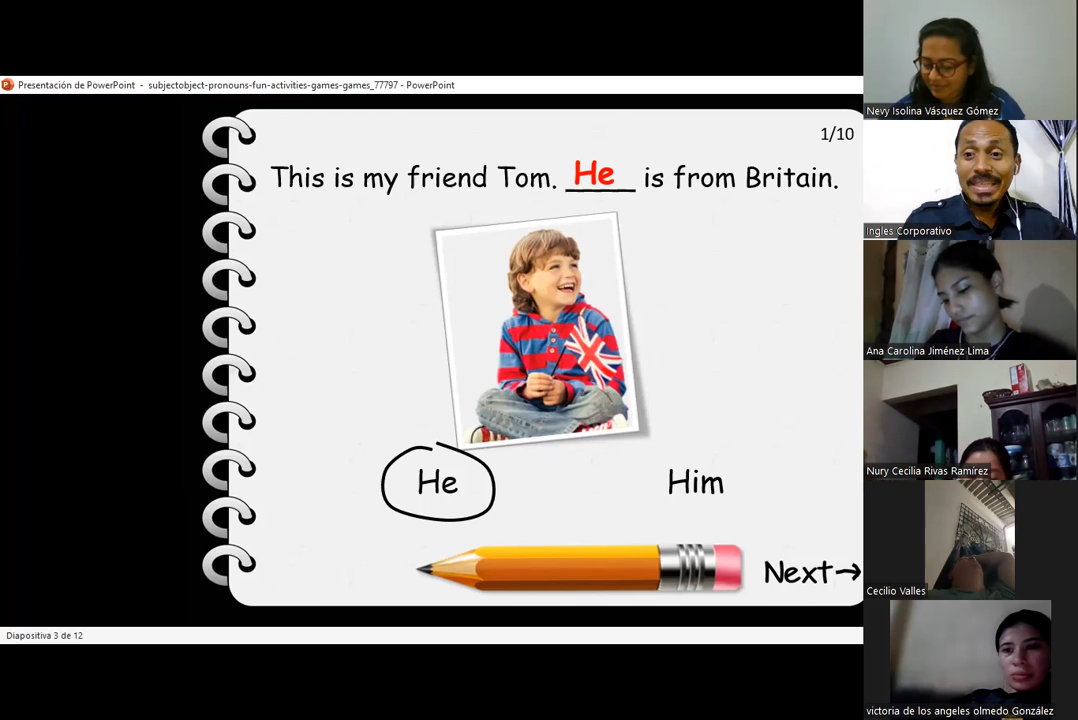 Presentación de PowerPoint - subjectobject-pronouns-fun-activities-games-games_77797 - PowerPoint
1/10
This is my friend Tom. He is from Britain.
He Him
Next→
Diapositiva 3 de 12
Nevy Isolina Vásquez Gómez
Ingles Corporativo
Ana Carolina Jiménez Lima
Nury Cecilia Rivas Ramírez
Cecilio Valles
victoria de los angeles olmedo González